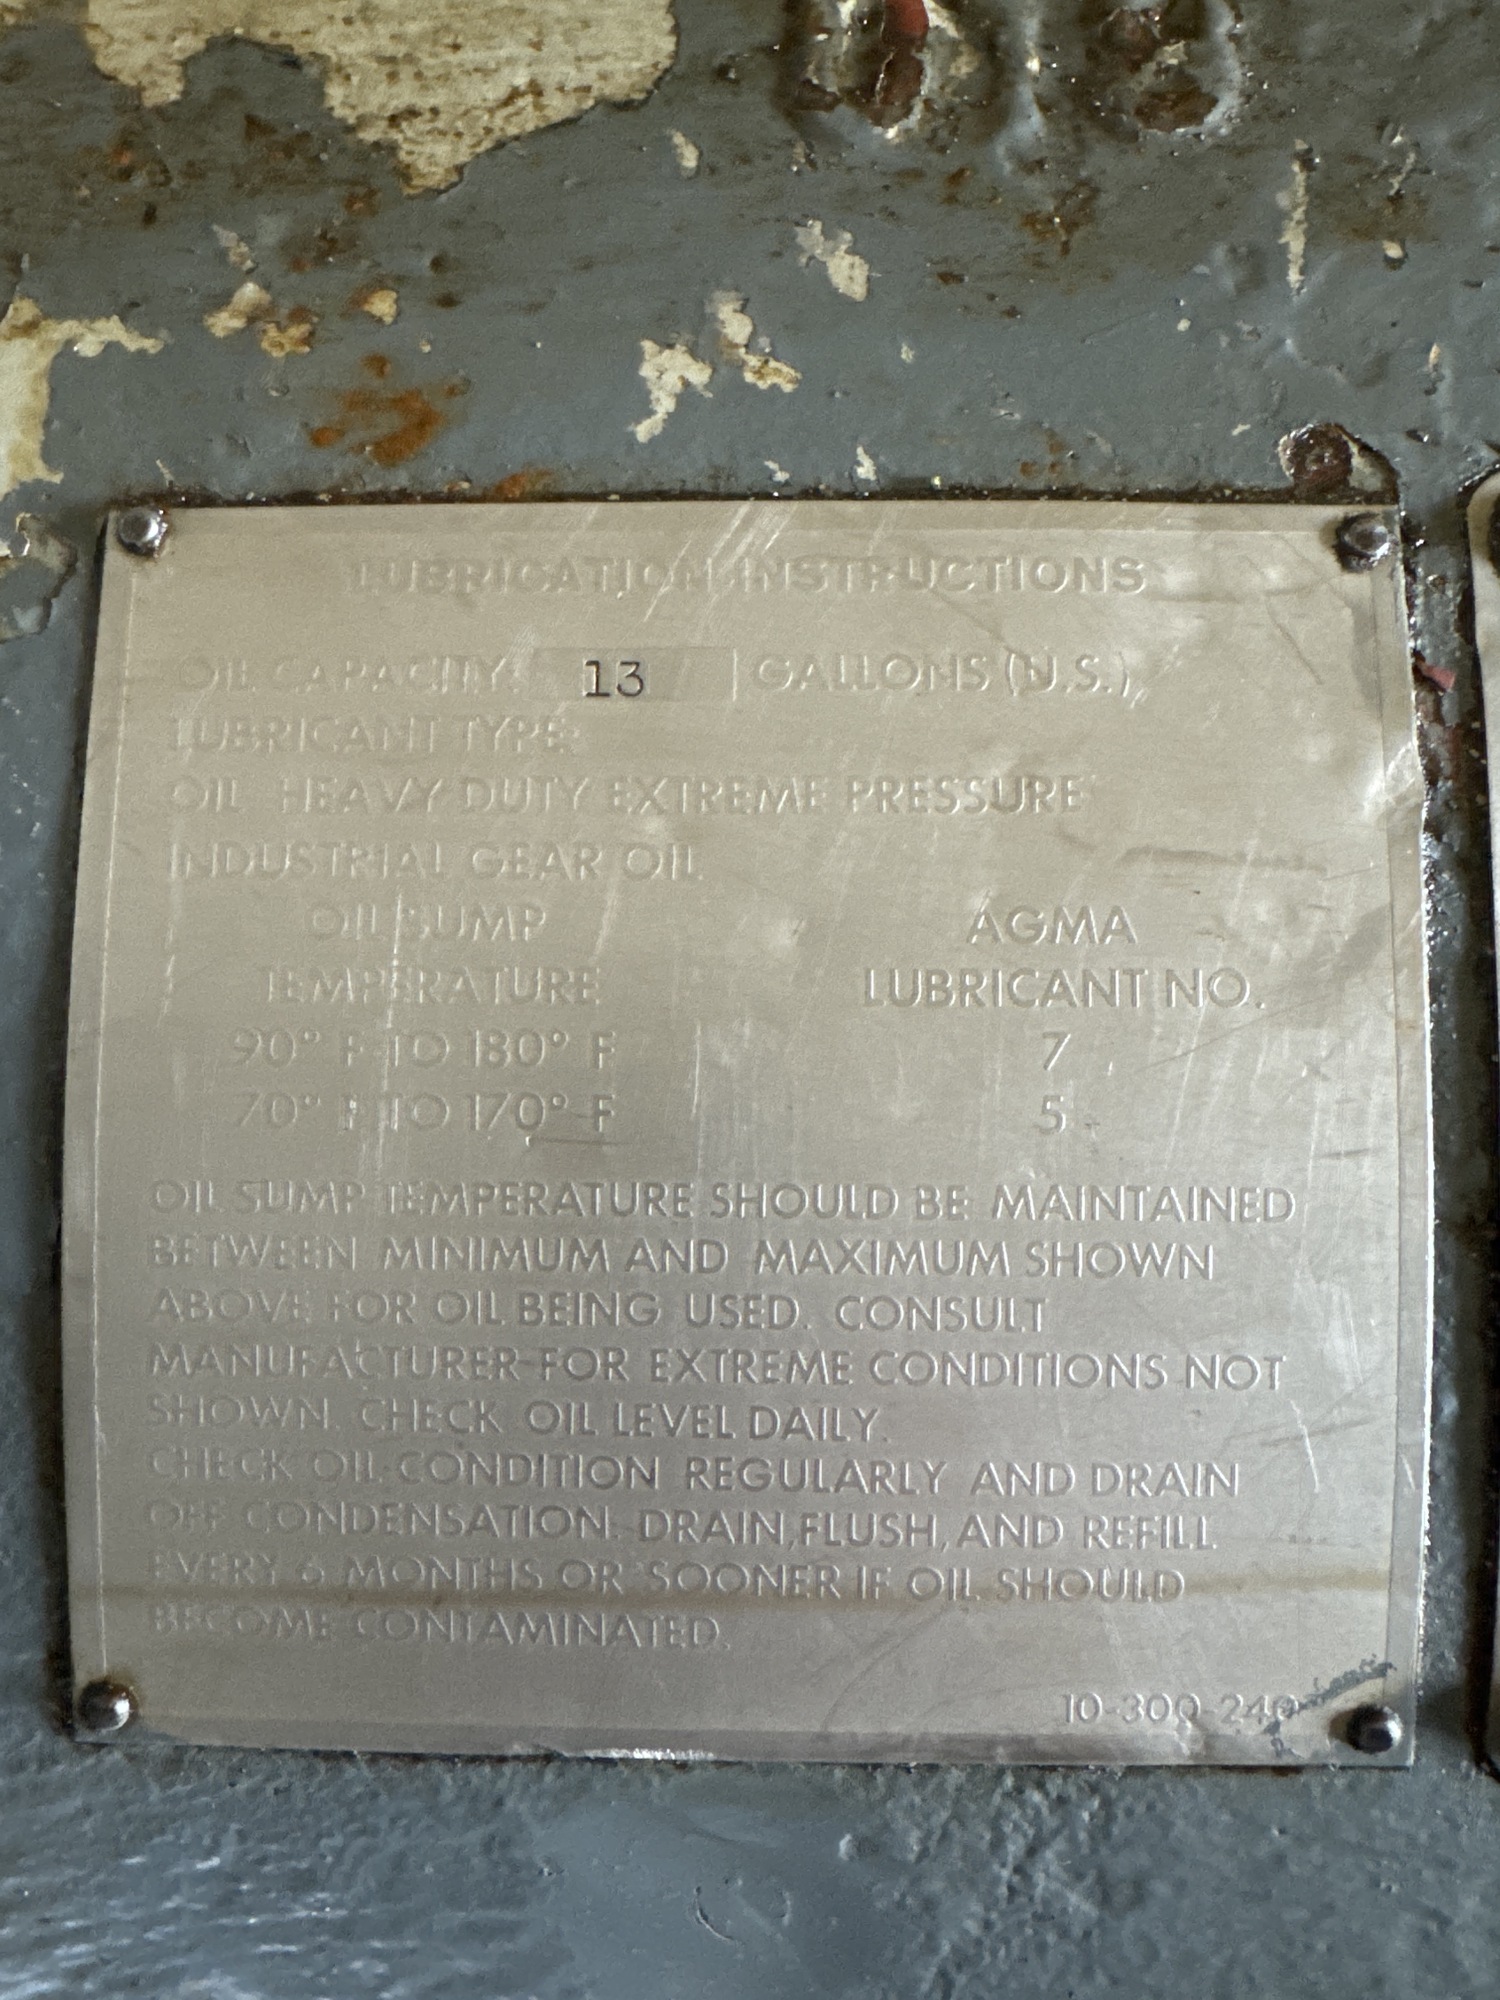 LUBRICATION INSTRUCTIONS
OIL CAPACITY: 13 GALLONS (U.S.)
LUBRICANT TYPE:
OIL HEAVY DUTY EXTREME PRESSURE
INDUSTRIAL GEAR OIL
OIL SUMP AGMA
TEMPERATURE LUBRICANT NO.
90° F TO 180° F 7
70° F TO 170° F 5
OIL SUMP TEMPERATURE SHOULD BE MAINTAINED
BETWEEN MINIMUM AND MAXIMUM SHOWN
ABOVE FOR OIL BEING USED. CONSULT
MANUFACTURER FOR EXTREME CONDITIONS NOT
SHOWN. CHECK OIL LEVEL DAILY.
CHECK OIL CONDITION REGULARLY AND DRAIN
OFF CONDENSATION. DRAIN, FLUSH, AND REFILL
EVERY 6 MONTHS OR SOONER IF OIL SHOULD
BECOME CONTAMINATED.